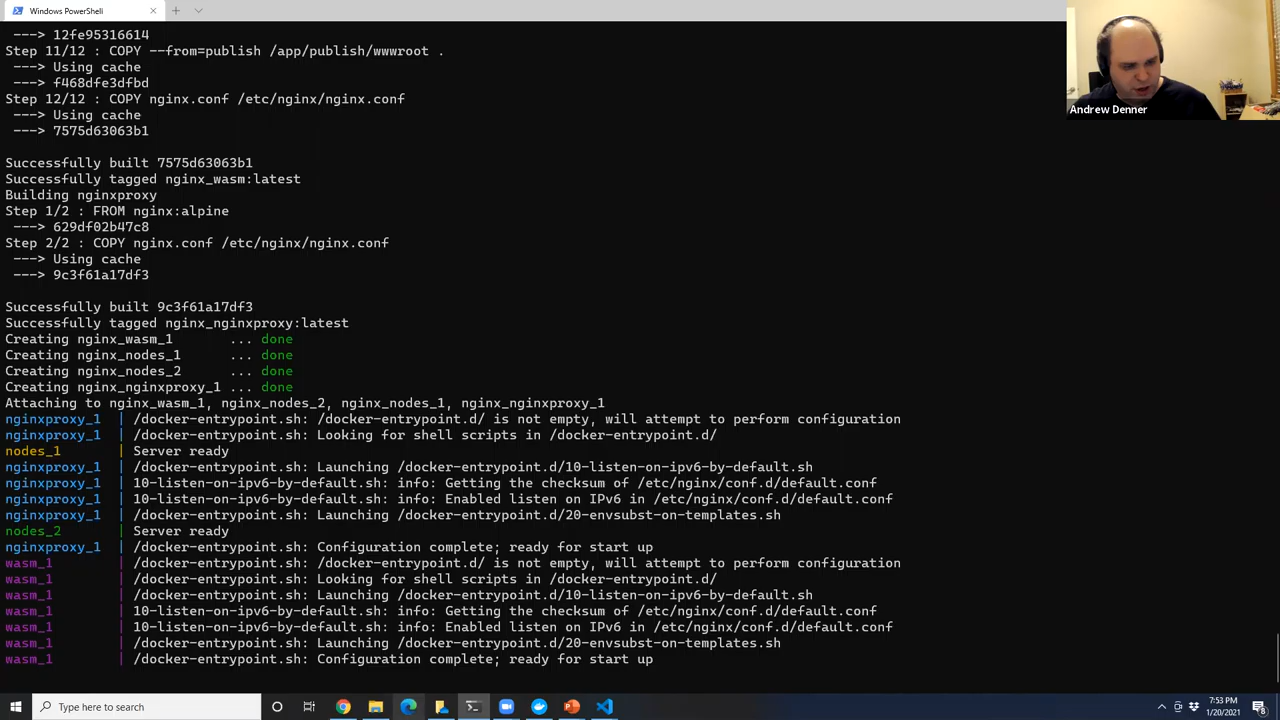 Windows PowerShell
---> 12fe95316614
Step 11/12 : COPY --from=publish /app/publish/wwwroot .
---> Using cache
---> f468dfe3dfbd
Step 12/12 : COPY nginx.conf /etc/nginx/nginx.conf
---> Using cache
---> 7575d63063b1
Successfully built 7575d63063b1
Successfully tagged nginx_wasm:latest
Building nginxproxy
Step 1/2 : FROM nginx:alpine
---> 629df02b47c8
Step 2/2 : COPY nginx.conf /etc/nginx/nginx.conf
---> Using cache
---> 9c3f61a17df3
Successfully built 9c3f61a17df3
Successfully tagged nginx_nginxproxy:latest
Creating nginx_wasm_1 ... done
Creating nginx_nodes_1 ... done
Creating nginx_nodes_2 ... done
Creating nginx_nginxproxy_1 ... done
Attaching to nginx_wasm_1, nginx_nodes_2, nginx_nodes_1, nginx_nginxproxy_1
nginxproxy_1 | /docker-entrypoint.sh: /docker-entrypoint.d/ is not empty, will attempt to perform configuration
nginxproxy_1 | /docker-entrypoint.sh: Looking for shell scripts in /docker-entrypoint.d/
nodes_1 | Server ready
nginxproxy_1 | /docker-entrypoint.sh: Launching /docker-entrypoint.d/10-listen-on-ipv6-by-default.sh
nginxproxy_1 | 10-listen-on-ipv6-by-default.sh: info: Getting the checksum of /etc/nginx/conf.d/default.conf
nginxproxy_1 | 10-listen-on-ipv6-by-default.sh: info: Enabled listen on IPv6 in /etc/nginx/conf.d/default.conf
nginxproxy_1 | /docker-entrypoint.sh: Launching /docker-entrypoint.d/20-envsubst-on-templates.sh
nodes_2 | Server ready
nginxproxy_1 | /docker-entrypoint.sh: Configuration complete; ready for start up
wasm_1 | /docker-entrypoint.sh: /docker-entrypoint.d/ is not empty, will attempt to perform configuration
wasm_1 | /docker-entrypoint.sh: Looking for shell scripts in /docker-entrypoint.d/
wasm_1 | /docker-entrypoint.sh: Launching /docker-entrypoint.d/10-listen-on-ipv6-by-default.sh
wasm_1 | 10-listen-on-ipv6-by-default.sh: info: Getting the checksum of /etc/nginx/conf.d/default.conf
wasm_1 | 10-listen-on-ipv6-by-default.sh: info: Enabled listen on IPv6 in /etc/nginx/conf.d/default.conf
wasm_1 | /docker-entrypoint.sh: Launching /docker-entrypoint.d/20-envsubst-on-templates.sh
wasm_1 | /docker-entrypoint.sh: Configuration complete; ready for start up
Andrew Denner
Type here to search
7:53 PM
1/20/2021
8